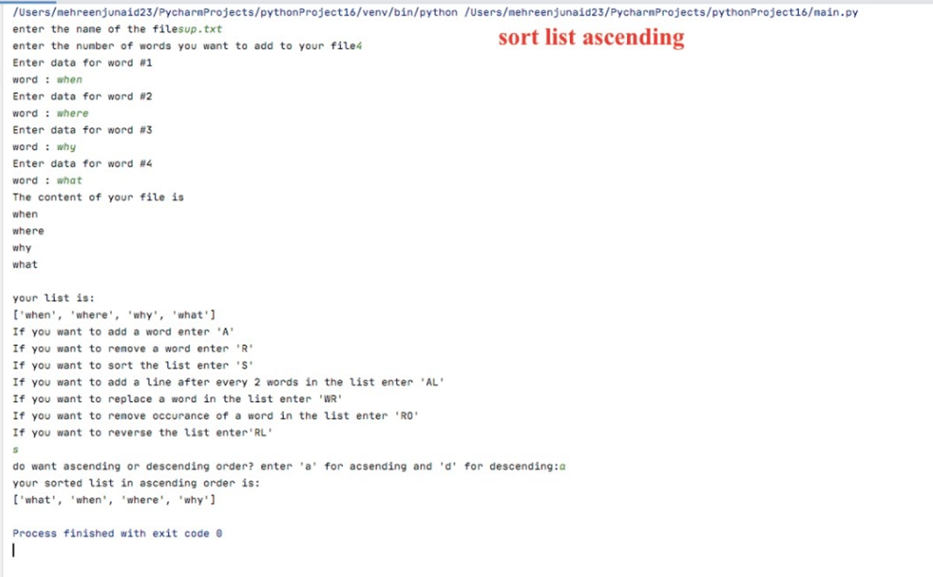 /Users/mehreenjunaid23/PycharmProjects/pythonProject16/venv/bin/python /Users/mehreenjunaid23/PycharmProjects/pythonProject16/main.py
enter the name of the filesup.txt
sort list ascending
enter the number of words you want to add to your file4
Enter data for word #1
word : when
Enter data for word #2
word : where
Enter data for word #3
word : why
Enter data for word #4
word : what
The content of your file is
when
where
why
what
your list is:
['when', 'where', 'why', 'what']
If you want to add a word enter 'A'
If you want to remove a word enter 'R'
If you want to sort the list enter 'S'
If you want to add a line after every 2 words in the list enter 'AL'
If you want to replace a word in the list enter 'WR'
If you want to remove occurance of a word in the list enter 'RO'
If you want to reverse the list enter'RL'
s
do want ascending or descending order? enter 'a' for acsending and 'd' for descending:a
your sorted list in ascending order is:
['what', 'when', 'where', 'why']
Process finished with exit code 0